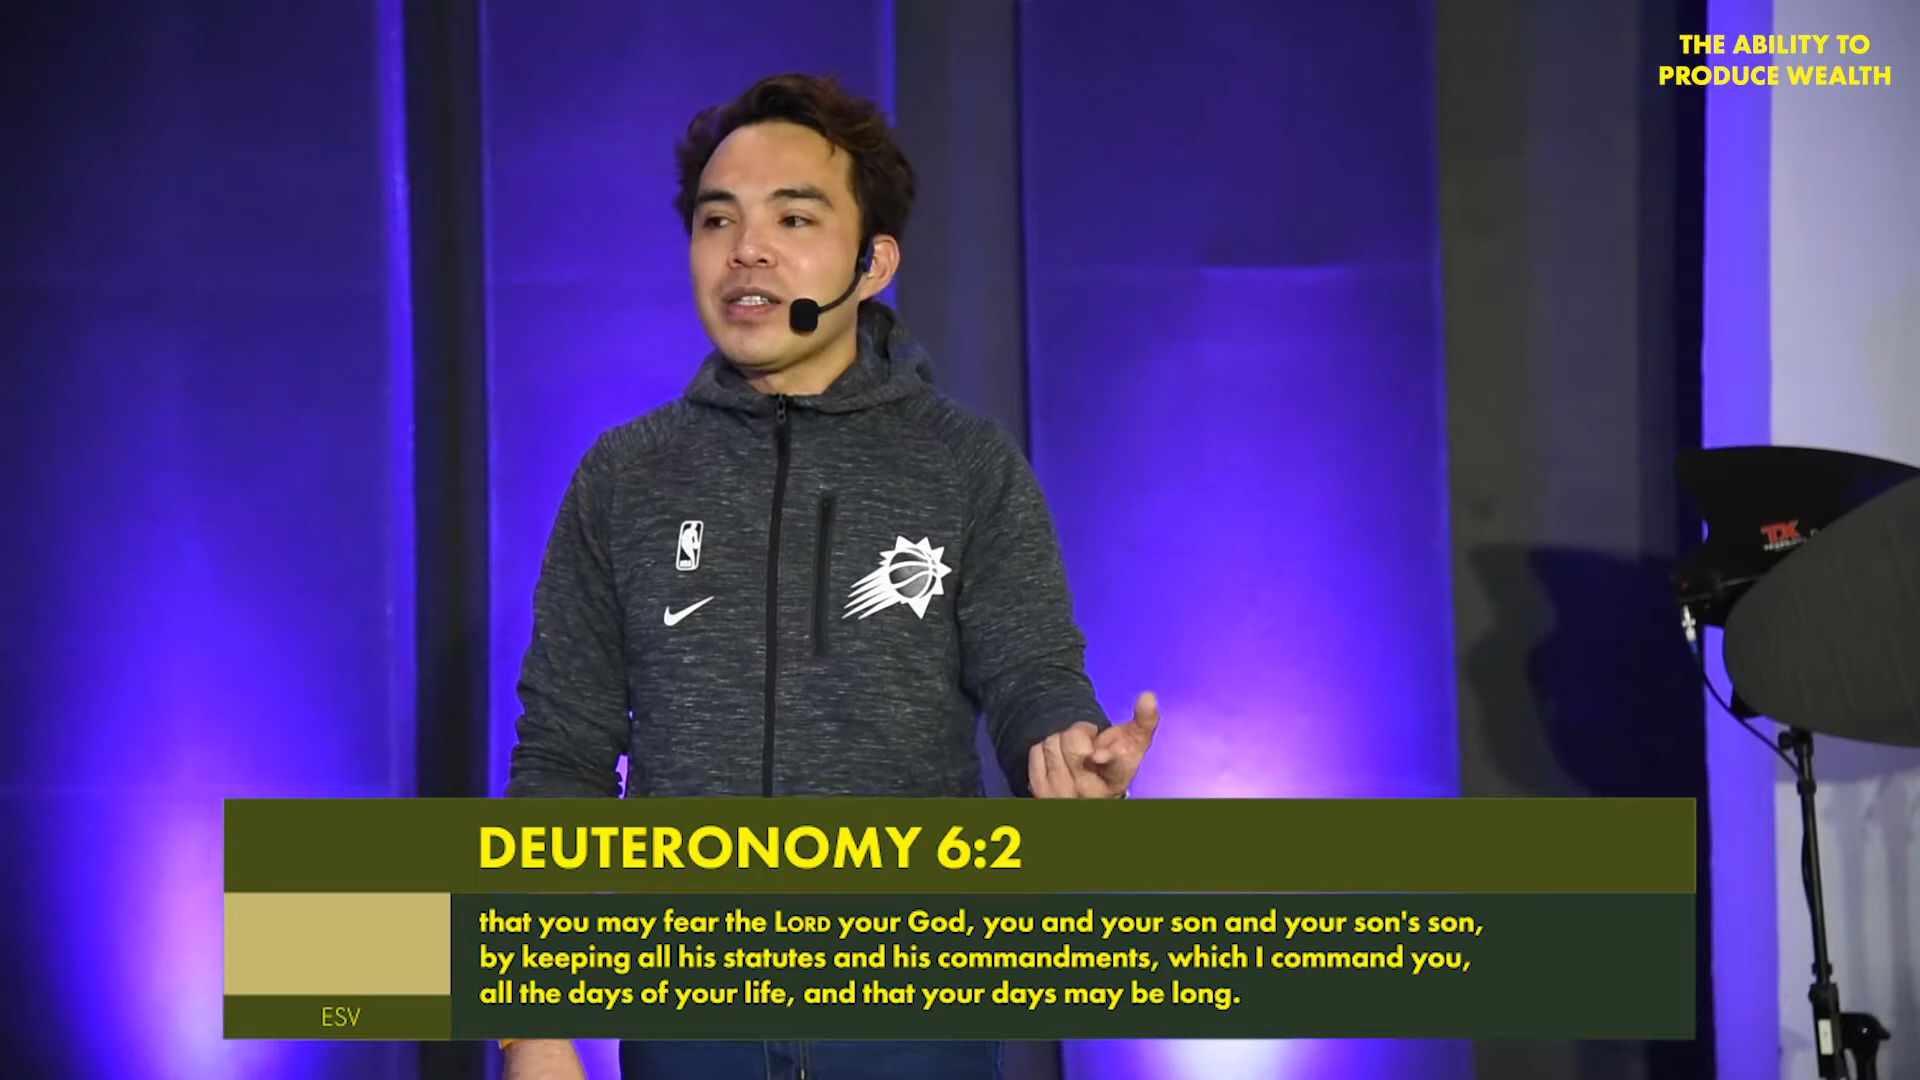 THE ABILITY TO
PRODUCE WEALTH
TX
DEUTERONOMY 6:2
that you may fear the LORD your God, you and your son and your son's son,
by keeping all his statutes and his commandments, which I command you,
all the days of your life, and that your days may be long.
ESV